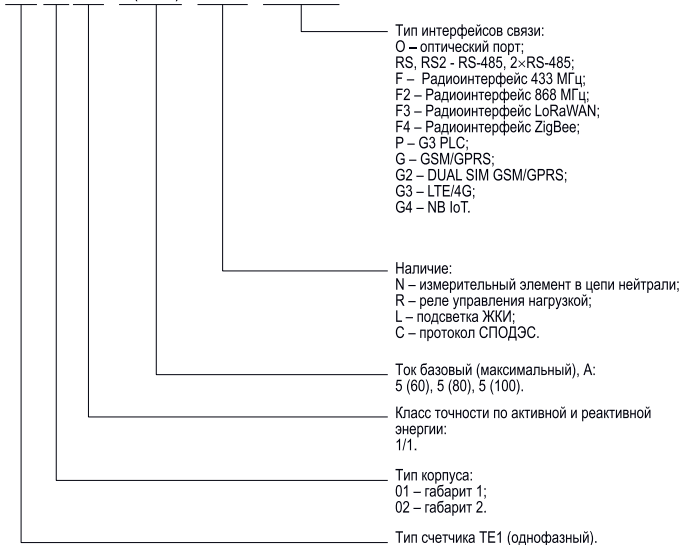 Тип интерфейсов связи:
O – оптический порт;
RS, RS2 - RS-485, 2×RS-485;
F – Радиоинтерфейс 433 МГц;
F2 – Радиоинтерфейс 868 МГц;
F3 – Радиоинтерфейс LoRaWAN;
F4 – Радиоинтерфейс ZigBee;
P – G3 PLC;
G – GSM/GPRS;
G2 – DUAL SIM GSM/GPRS;
G3 – LTE/4G;
G4 – NB IoT.
Наличие:
N – измерительный элемент в цепи нейтрали;
R – реле управления нагрузкой;
L – подсветка ЖКИ;
C – протокол СПОДЭС.
Ток базовый (максимальный), А:
5 (60), 5 (80), 5 (100).
Класс точности по активной и реактивной
энергии:
1/1.
Тип корпуса:
01 – габарит 1;
02 – габарит 2.
Тип счетчика ТЕ1 (однофазный).